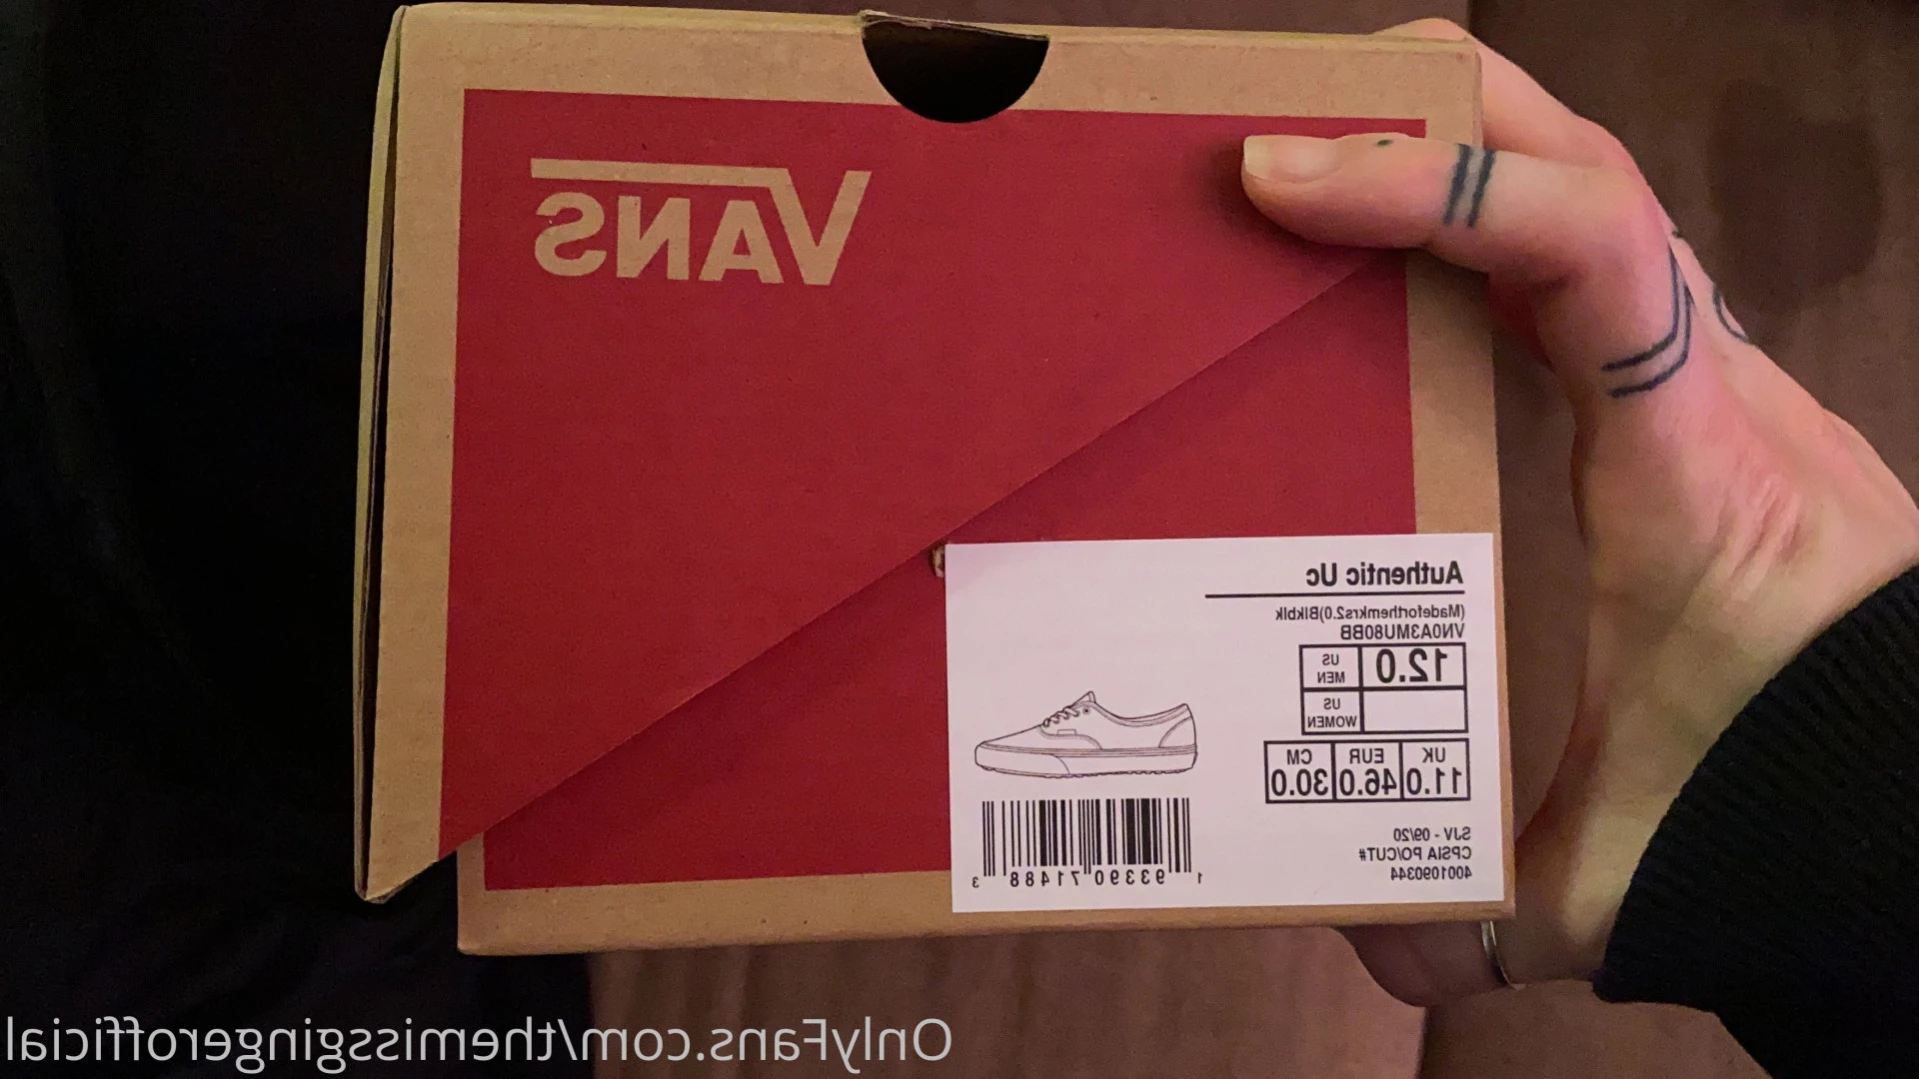 VANS
Authentic Uc
(Madeforthemkrs2.0)Blkblk
VN0A3MU80BB
US MEN 12.0
US WOMEN
UK EUR CM
11.0 46.0 30.0
SJV - 09/20
CPSIA PO/CUT#
4001090344
1 93390 71488 3
OnlyFans.com/themissgingerofficial